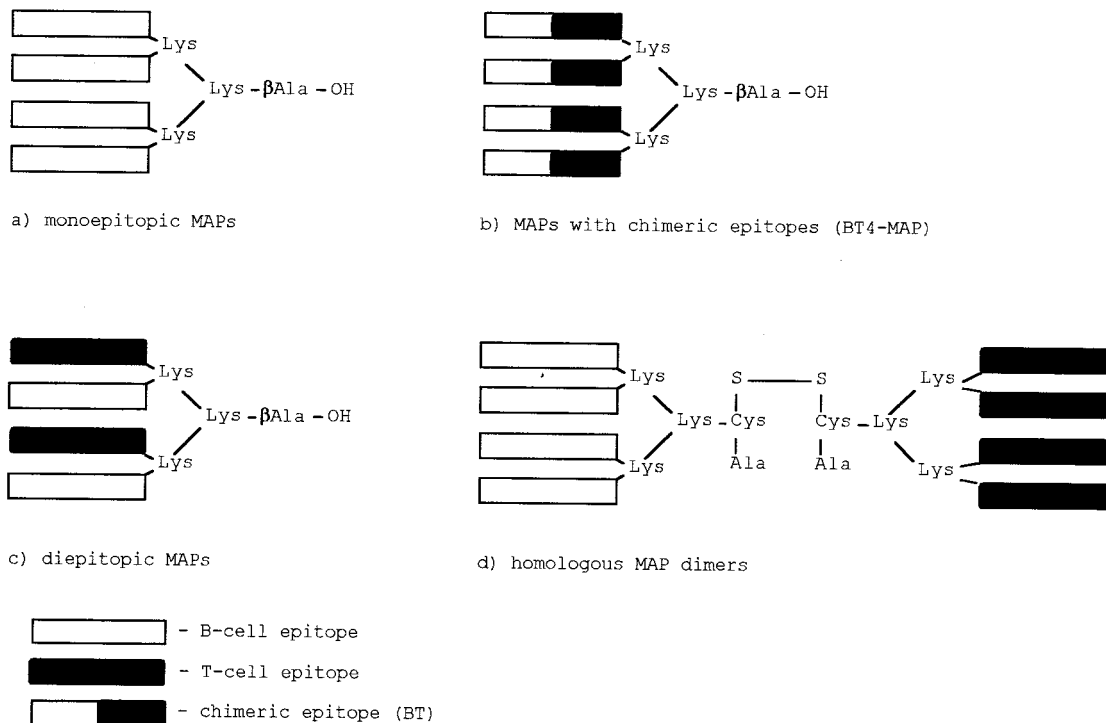 Lys
Lys -βAla -OH
Lys
a) monoepitopic MAPs
Lys
Lys -βAla -OH
Lys
b) MAPs with chimeric epitopes (BT4-MAP)
Lys
Lys -βAla -OH
Lys
c) diepitopic MAPs
Lys
S — S
Lys
Lys - Cys
Cys — Lys
Lys
Ala
Ala
Lys
d) homologous MAP dimers
- B-cell epitope
- T-cell epitope
- chimeric epitope (BT)